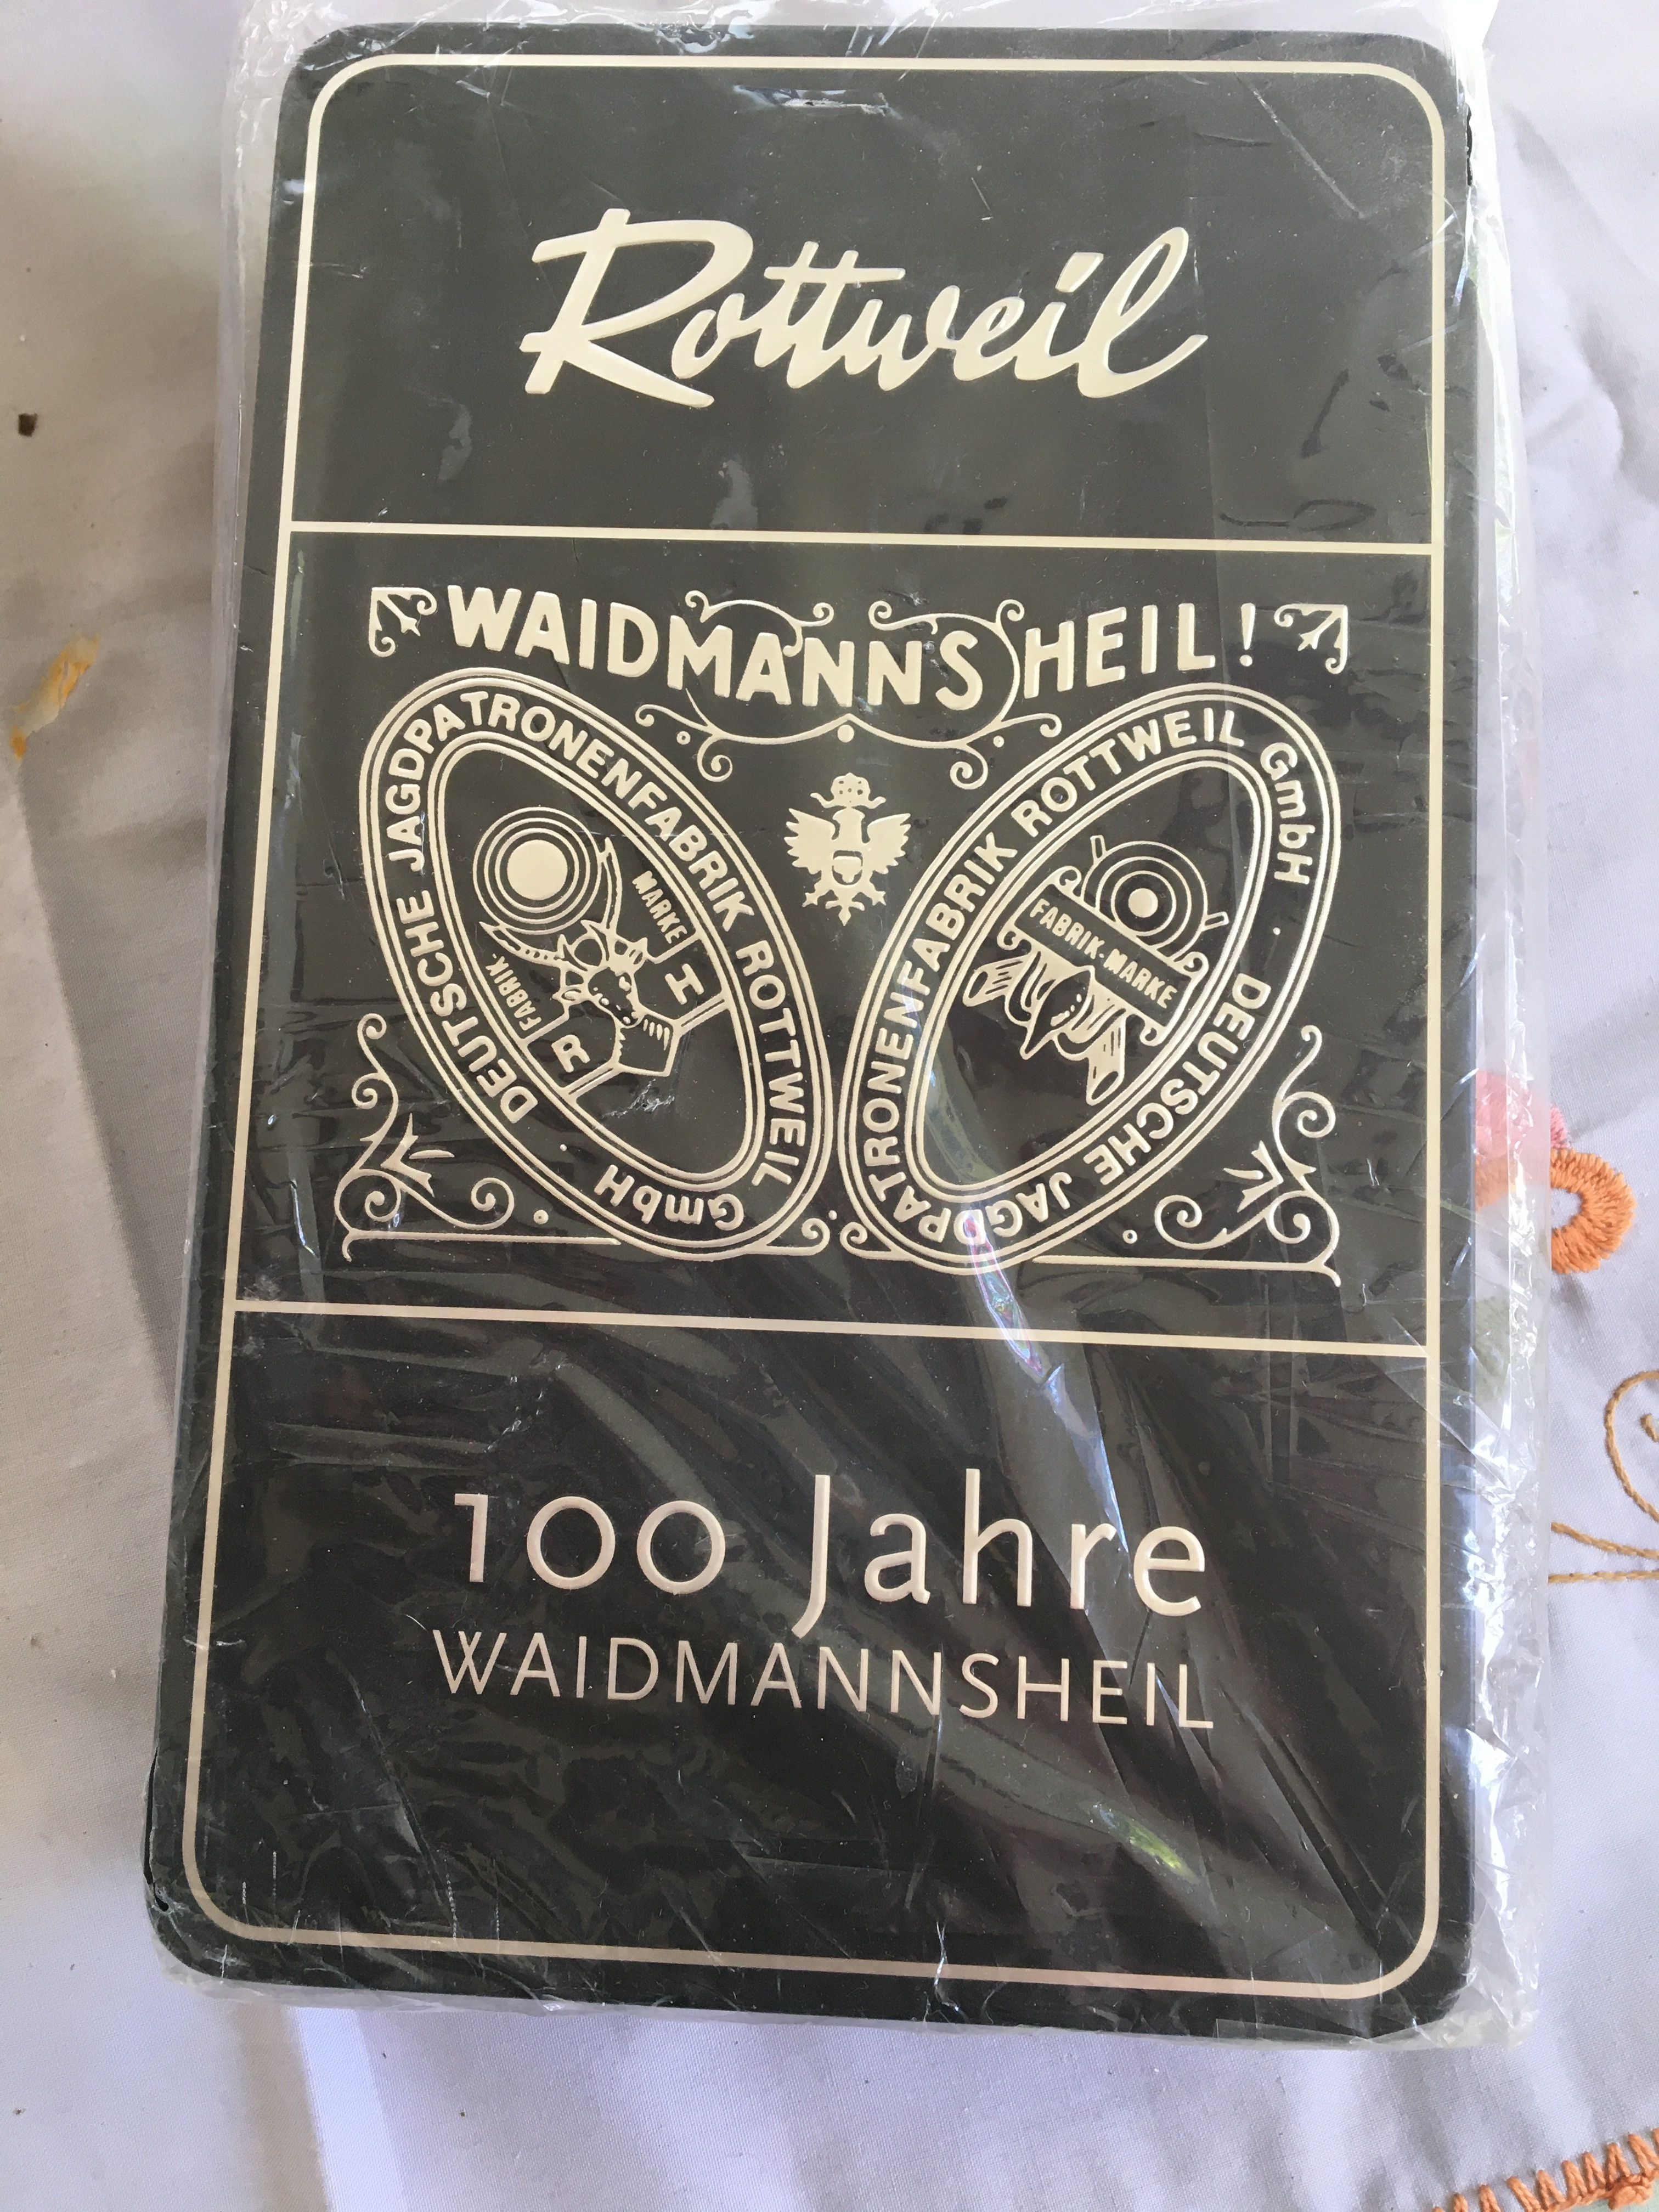 Rottweil
WAIDMANNS HEIL!
DEUTSCHE JAGDPATRONENFABRIK ROTTWEIL GmbH
FABRIK-
MARKE
R
H
DEUTSCHE JAGDPATRONENFABRIK ROTTWEIL GmbH
FABRIK-MARKE
100 Jahre
WAIDMANNSHEIL